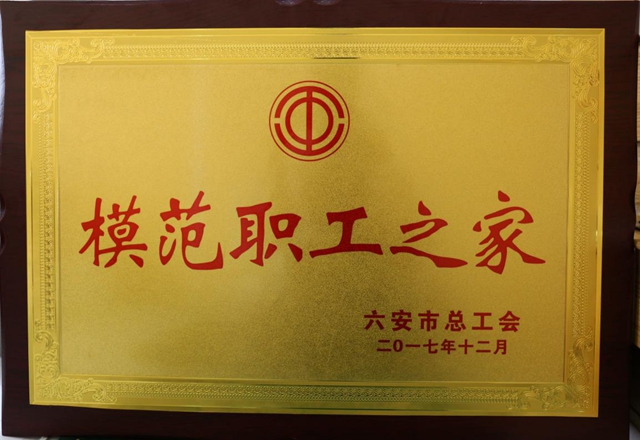 模范职工之家
六安市总工会
二〇一七年十二月